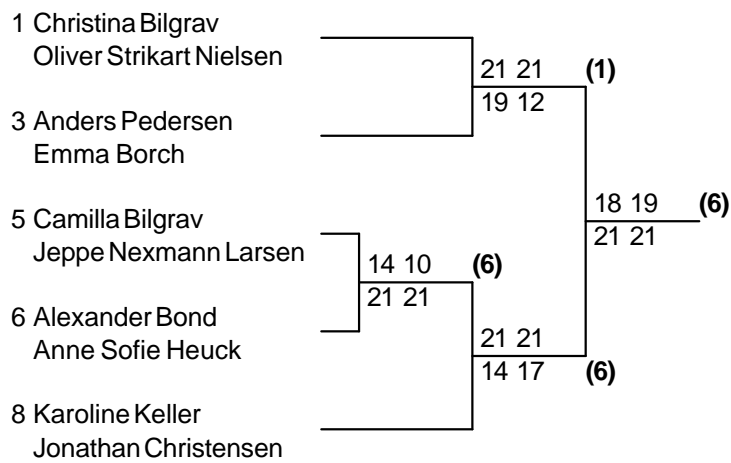 1 Christina Bilgrav
Oliver Strikart Nielsen
21 21 (1)
19 12
3 Anders Pedersen
Emma Borch
18 19 (6)
21 21
5 Camilla Bilgrav
Jeppe Nexmann Larsen
14 10 (6)
21 21
6 Alexander Bond
Anne Sofie Heuck
21 21
14 17 (6)
8 Karoline Keller
Jonathan Christensen